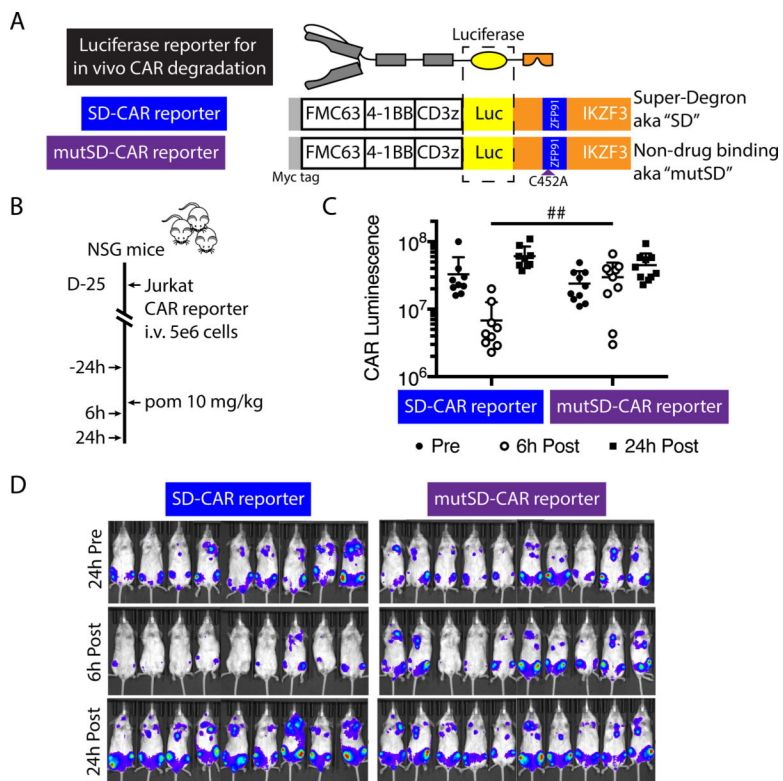 A
Luciferase reporter for
in vivo CAR degradation
Luciferase
SD-CAR reporter
FMC63 4-1BB CD3z Luc ZFP91 IKZF3
Super-Degron
aka "SD"
mutSD-CAR reporter
FMC63 4-1BB CD3z Luc ZFP91 IKZF3
Non-drug binding
aka "mutSD"
Myc tag
C452A
B
NSG mice
D-25
Jurkat
CAR reporter
i.v. 5e6 cells
-24h
pom 10 mg/kg
6h
24h
C
##
CAR Luminescence
10^8
10^7
10^6
SD-CAR reporter
mutSD-CAR reporter
Pre
6h Post
24h Post
D
SD-CAR reporter
mutSD-CAR reporter
24h Pre
6h Post
24h Post